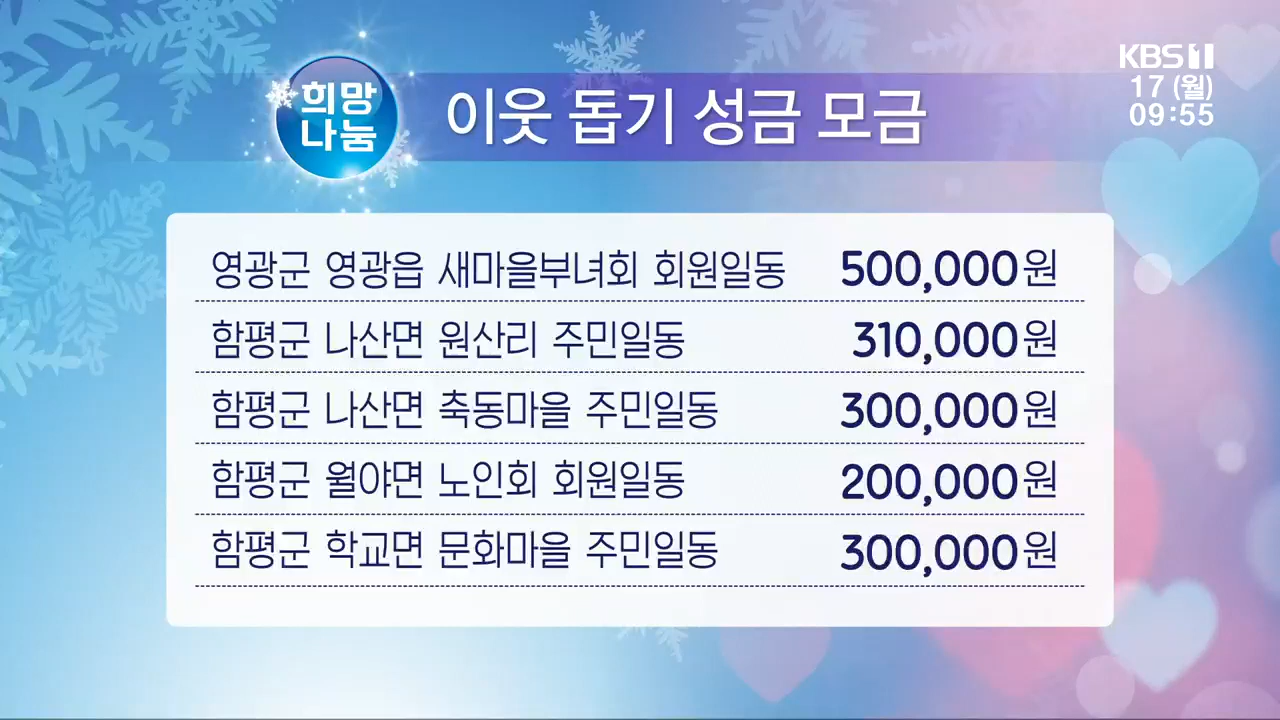 희망
나눔
이웃 돕기 성금 모금
KBS1
17 (월)
09:55
영광군 영광읍 새마을부녀회 회원일동 500,000원
함평군 나산면 원산리 주민일동 310,000원
함평군 나산면 축동마을 주민일동 300,000원
함평군 월야면 노인회 회원일동 200,000원
함평군 학교면 문화마을 주민일동 300,000원